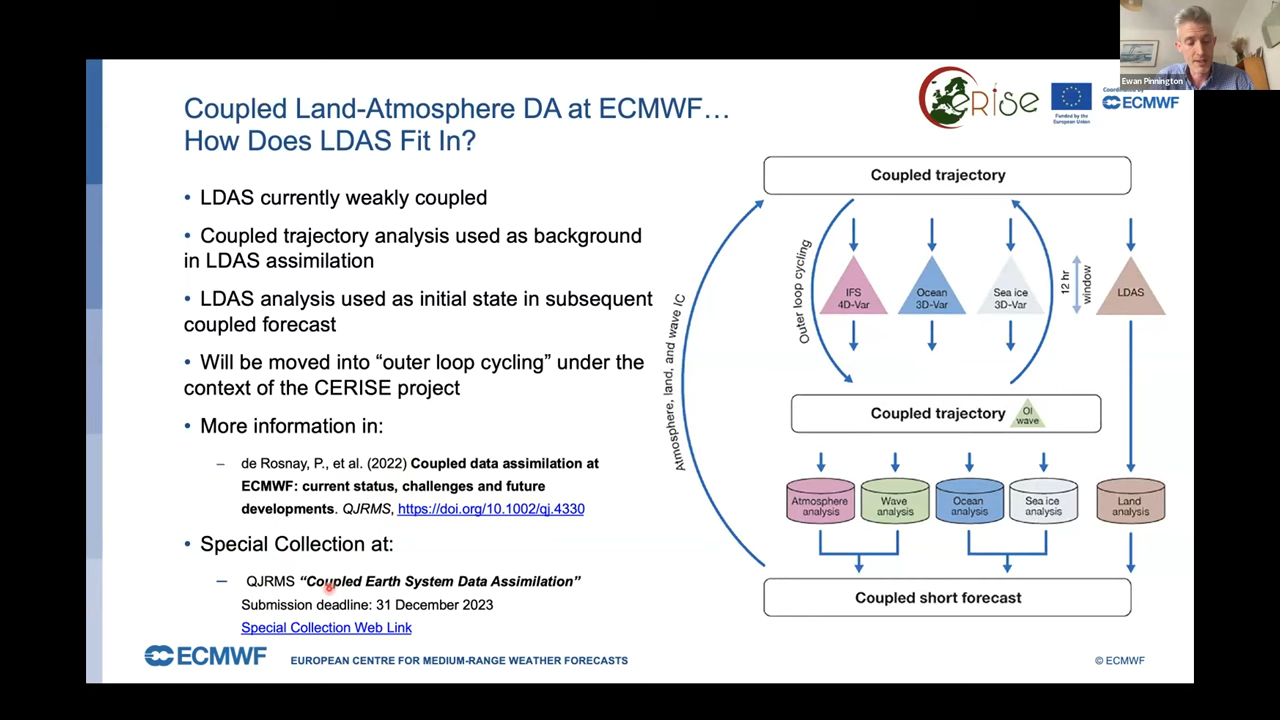 Ewan Pinnington
Coupled Land-Atmosphere DA at ECMWF…
How Does LDAS Fit In?
CERISE
Funded by the
European Union
Coordinated by
ECMWF
• LDAS currently weakly coupled
• Coupled trajectory analysis used as background
in LDAS assimilation
• LDAS analysis used as initial state in subsequent
coupled forecast
• Will be moved into “outer loop cycling” under the
context of the CERISE project
• More information in:
– de Rosnay, P., et al. (2022) Coupled data assimilation at
ECMWF: current status, challenges and future
developments. QJRMS, https://doi.org/10.1002/qj.4330
• Special Collection at:
– QJRMS “Coupled Earth System Data Assimilation”
Submission deadline: 31 December 2023
Special Collection Web Link
Coupled trajectory
Atmosphere, land, and wave IC
Outer loop cycling
IFS
4D-Var
Ocean
3D-Var
Sea ice
3D-Var
12 hr
window
LDAS
Coupled trajectory
OI
wave
Atmosphere
analysis
Wave
analysis
Ocean
analysis
Sea ice
analysis
Land
analysis
Coupled short forecast
ECMWF
EUROPEAN CENTRE FOR MEDIUM-RANGE WEATHER FORECASTS
© ECMWF